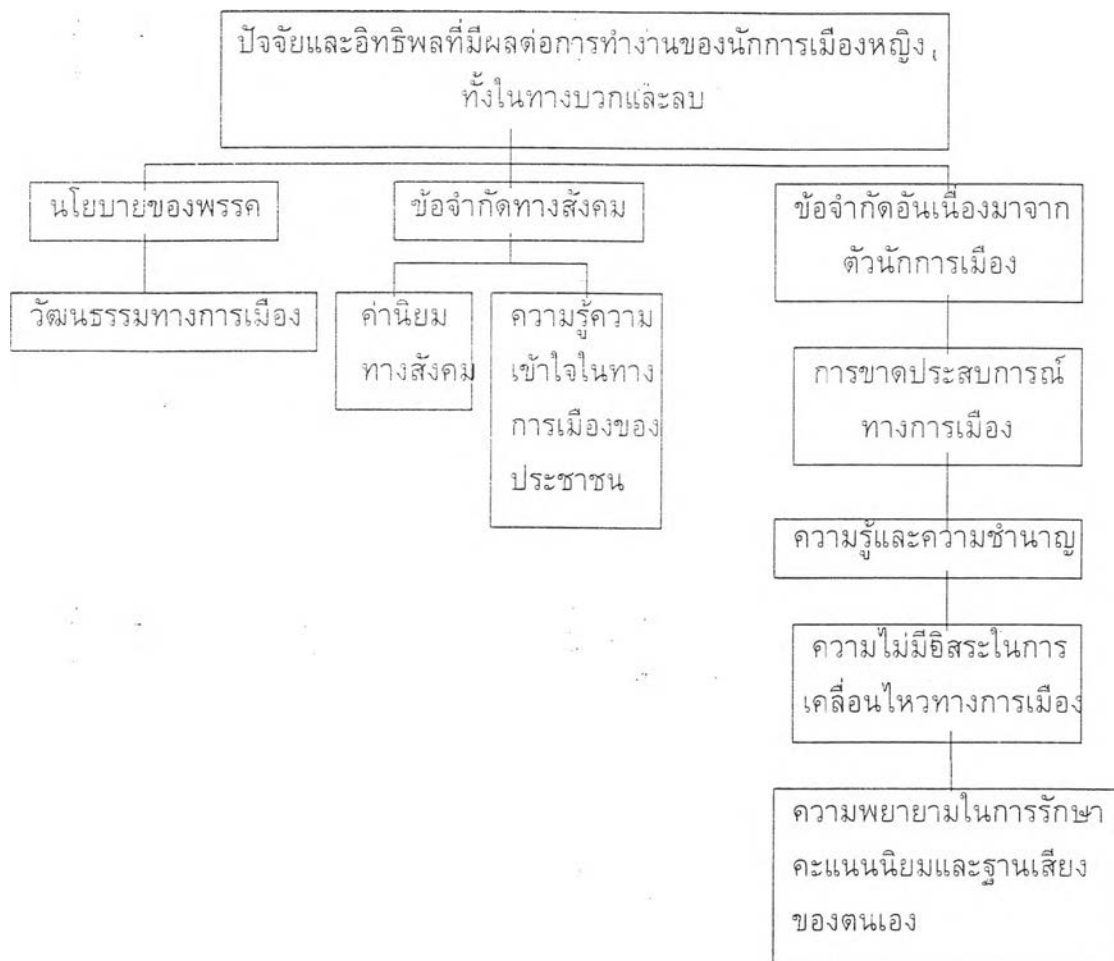 ปัจจัยและอิทธิพลที่มีผลต่อการทำงานของนักการเมืองหญิง
ทั้งในทางบวกและลบ
นโยบายของพรรค
วัฒนธรรมทางการเมือง
ข้อจำกัดทางสังคม
ค่านิยม
ทางสังคม
ความรู้ความ
เข้าใจในทาง
การเมืองของ
ประชาชน
ข้อจำกัดอันเนื่องมาจาก
ตัวนักการเมือง
การขาดประสบการณ์
ทางการเมือง
ความรู้และความชำนาญ
ความไม่มีอิสระในการ
เคลื่อนไหวทางการเมือง
ความพยายามในการรักษา
คะแนนนิยมและฐานเสียง
ของตนเอง